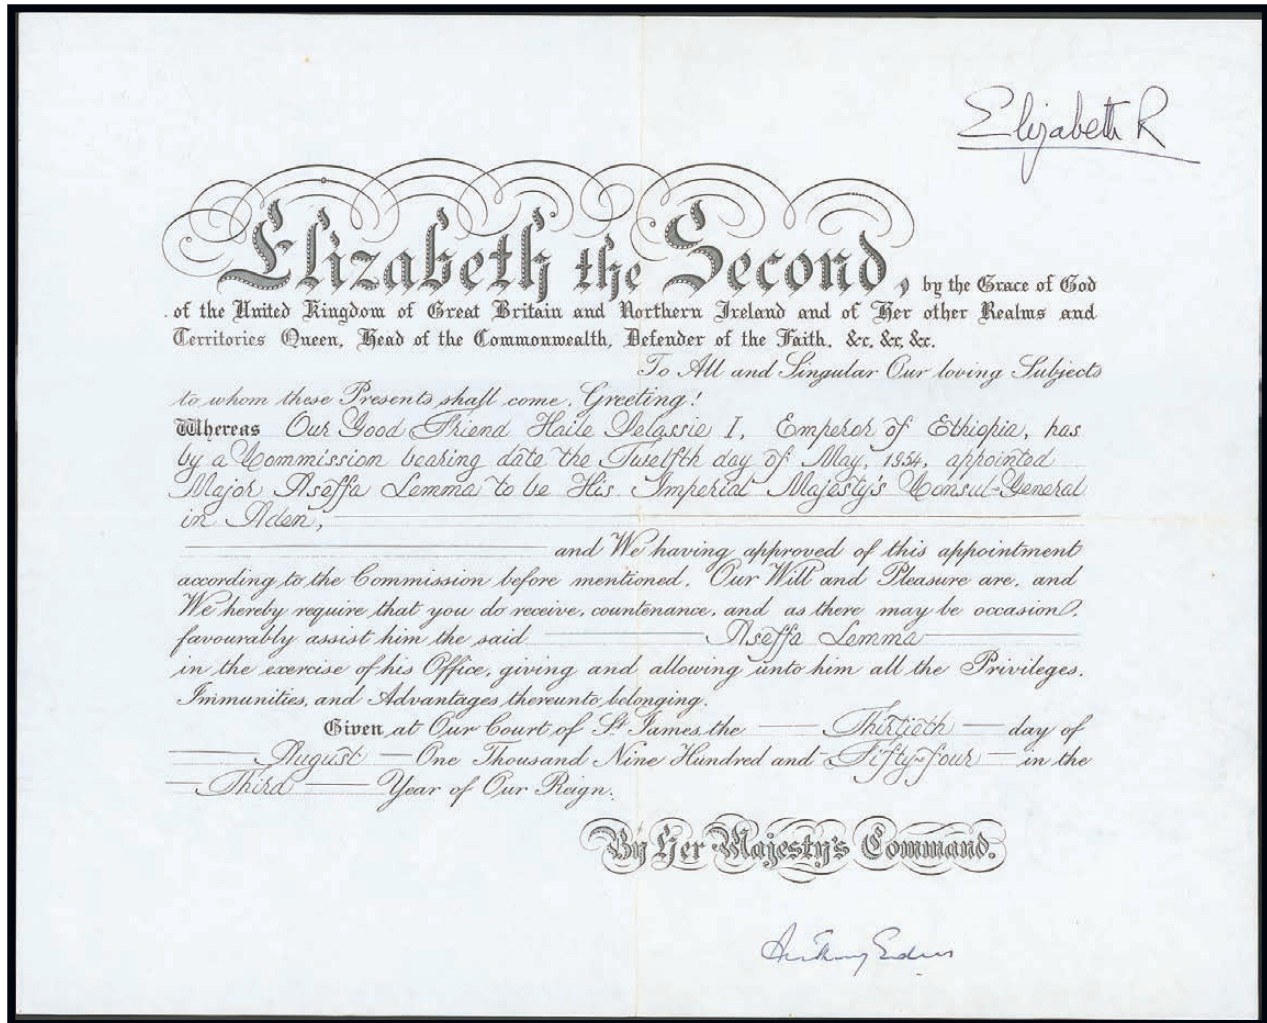 Elizabeth R
Elizabeth the Second, by the Grace of God
of the United Kingdom of Great Britain and Northern Ireland and of Her other Realms and
Territories Queen, Head of the Commonwealth, Defender of the Faith, &c, &c, &c.
To All and Singular Our loving Subjects
to whom these Presents shall come, Greeting!
Whereas Our Good Friend Haile Selassie I, Emperor of Ethiopia, has
by a Commission bearing date the Twelfth day of May, 1954, appointed
Major Aseffa Lemma to be His Imperial Majesty's Consul-General
in Aden,
and We having approved of this appointment
according to the Commission before mentioned, Our Will and Pleasure are, and
We hereby require that you do receive, countenance, and as there may be occasion,
favourably assist him the said Aseffa Lemma
in the exercise of his Office, giving and allowing unto him all the Privileges,
Immunities, and Advantages thereunto belonging.
Given at Our Court of St. James, the Thirtieth day of
August One Thousand Nine Hundred and Fifty-four in the
Third Year of Our Reign.
By Her Majesty's Command.
Anthony Eden